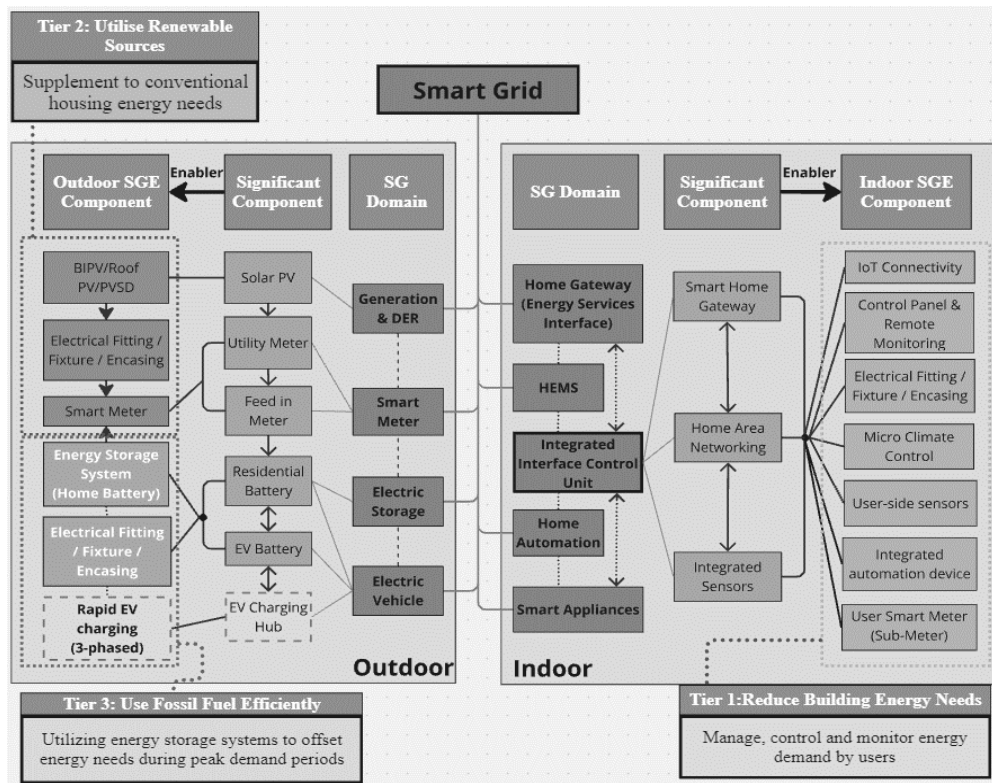 Tier 2: Utilise Renewable
Sources
Supplement to conventional
housing energy needs
Smart Grid
Outdoor SGE
Component
Enabler
Significant
Component
SG
Domain
BIPV/Roof
PV/PVSD
Electrical Fitting /
Fixture / Encasing
Smart Meter
Energy Storage
System
(Home Battery)
Electrical Fitting
/ Fixture /
Encasing
Rapid EV
charging
(3-phased)
Solar PV
Utility Meter
Feed in
Meter
Residential
Battery
EV Battery
EV Charging
Hub
Generation
& DER
Smart
Meter
Electric
Storage
Electric
Vehicle
Outdoor
SG Domain
Significant
Component
Enabler
Indoor SGE
Component
Home Gateway
(Energy Services
Interface)
HEMS
Integrated
Interface Control
Unit
Home
Automation
Smart Appliances
Smart Home
Gateway
Home Area
Networking
Integrated
Sensors
IoT Connectivity
Control Panel &
Remote
Monitoring
Electrical Fitting /
Fixture / Encasing
Micro Climate
Control
User-side sensors
Integrated
automation device
User Smart Meter
(Sub-Meter)
Indoor
Tier 3: Use Fossil Fuel Efficiently
Utilizing energy storage systems to offset
energy needs during peak demand periods
Tier 1:Reduce Building Energy Needs
Manage, control and monitor energy
demand by users